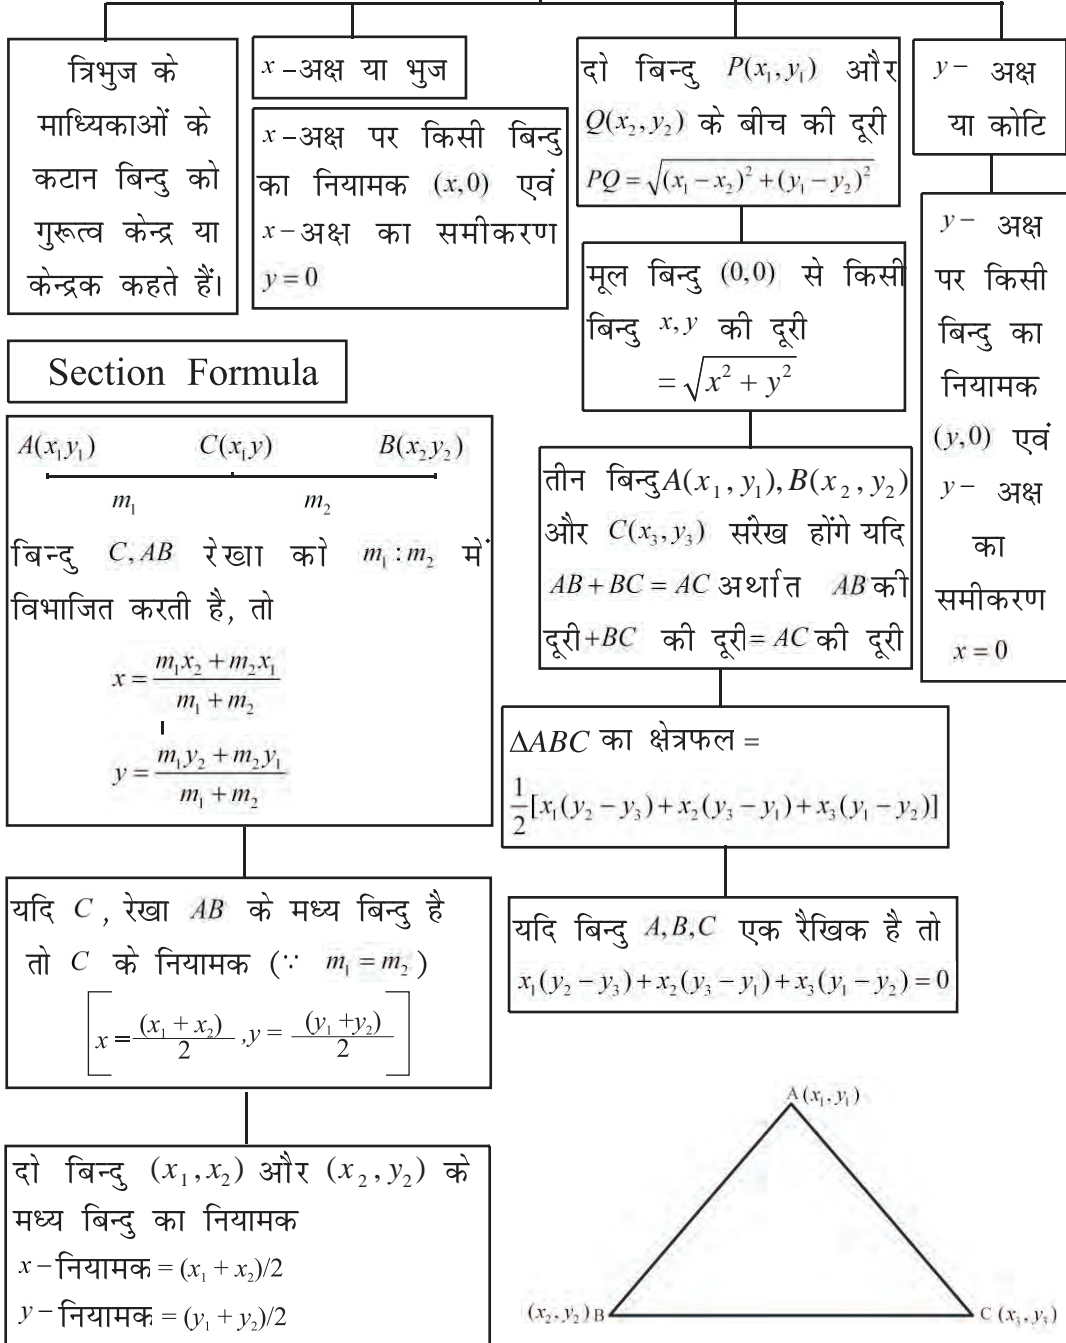 त्रिभुज के
माध्यिकाओं के
कटान बिन्दु को
गुरूत्व केन्द्र या
केन्द्रक कहते हैं।
x –अक्ष या भुज
x –अक्ष पर किसी बिन्दु
का नियामक (x,0) एवं
x – अक्ष का समीकरण
y = 0
दो बिन्दु P(x₁, y₁) और
Q(x₂, y₂) के बीच की दूरी
PQ = √((x₁ − x₂)² + (y₁ − y₂)²)
मूल बिन्दु (0,0) से किसी
बिन्दु x, y की दूरी
= √(x² + y²)
y – अक्ष
या कोटि
y – अक्ष
पर किसी
बिन्दु का
नियामक
(y,0) एवं
y – अक्ष
का
समीकरण
x = 0
Section Formula
A(x₁y₁) C(x₁y) B(x₂y₂)
m₁ m₂
बिन्दु C, AB रेखा को m₁ : m₂ में
विभाजित करती है, तो
x = (m₁x₂ + m₂x₁)/(m₁ + m₂)
y = (m₁y₂ + m₂y₁)/(m₁ + m₂)
तीन बिन्दु A(x₁, y₁), B(x₂, y₂)
और C(x₃, y₃) संरेख होंगे यदि
AB + BC = AC अर्थात AB की
दूरी+BC की दूरी= AC की दूरी
ΔABC का क्षेत्रफल =
1/2[x₁(y₂ − y₃) + x₂(y₃ − y₁) + x₃(y₁ − y₂)]
यदि C , रेखा AB के मध्य बिन्दु है
तो C के नियामक (∵ m₁ = m₂)
[x = (x₁ + x₂)/2 , y = (y₁ + y₂)/2]
यदि बिन्दु A, B, C एक रैखिक है तो
x₁(y₂ − y₃) + x₂(y₃ − y₁) + x₃(y₁ − y₂) = 0
दो बिन्दु (x₁, x₂) और (x₂, y₂) के
मध्य बिन्दु का नियामक
x – नियामक = (x₁ + x₂)/2
y – नियामक = (y₁ + y₂)/2
A (x₁, y₁)
(x₂, y₂) B
C (x₃, y₃)